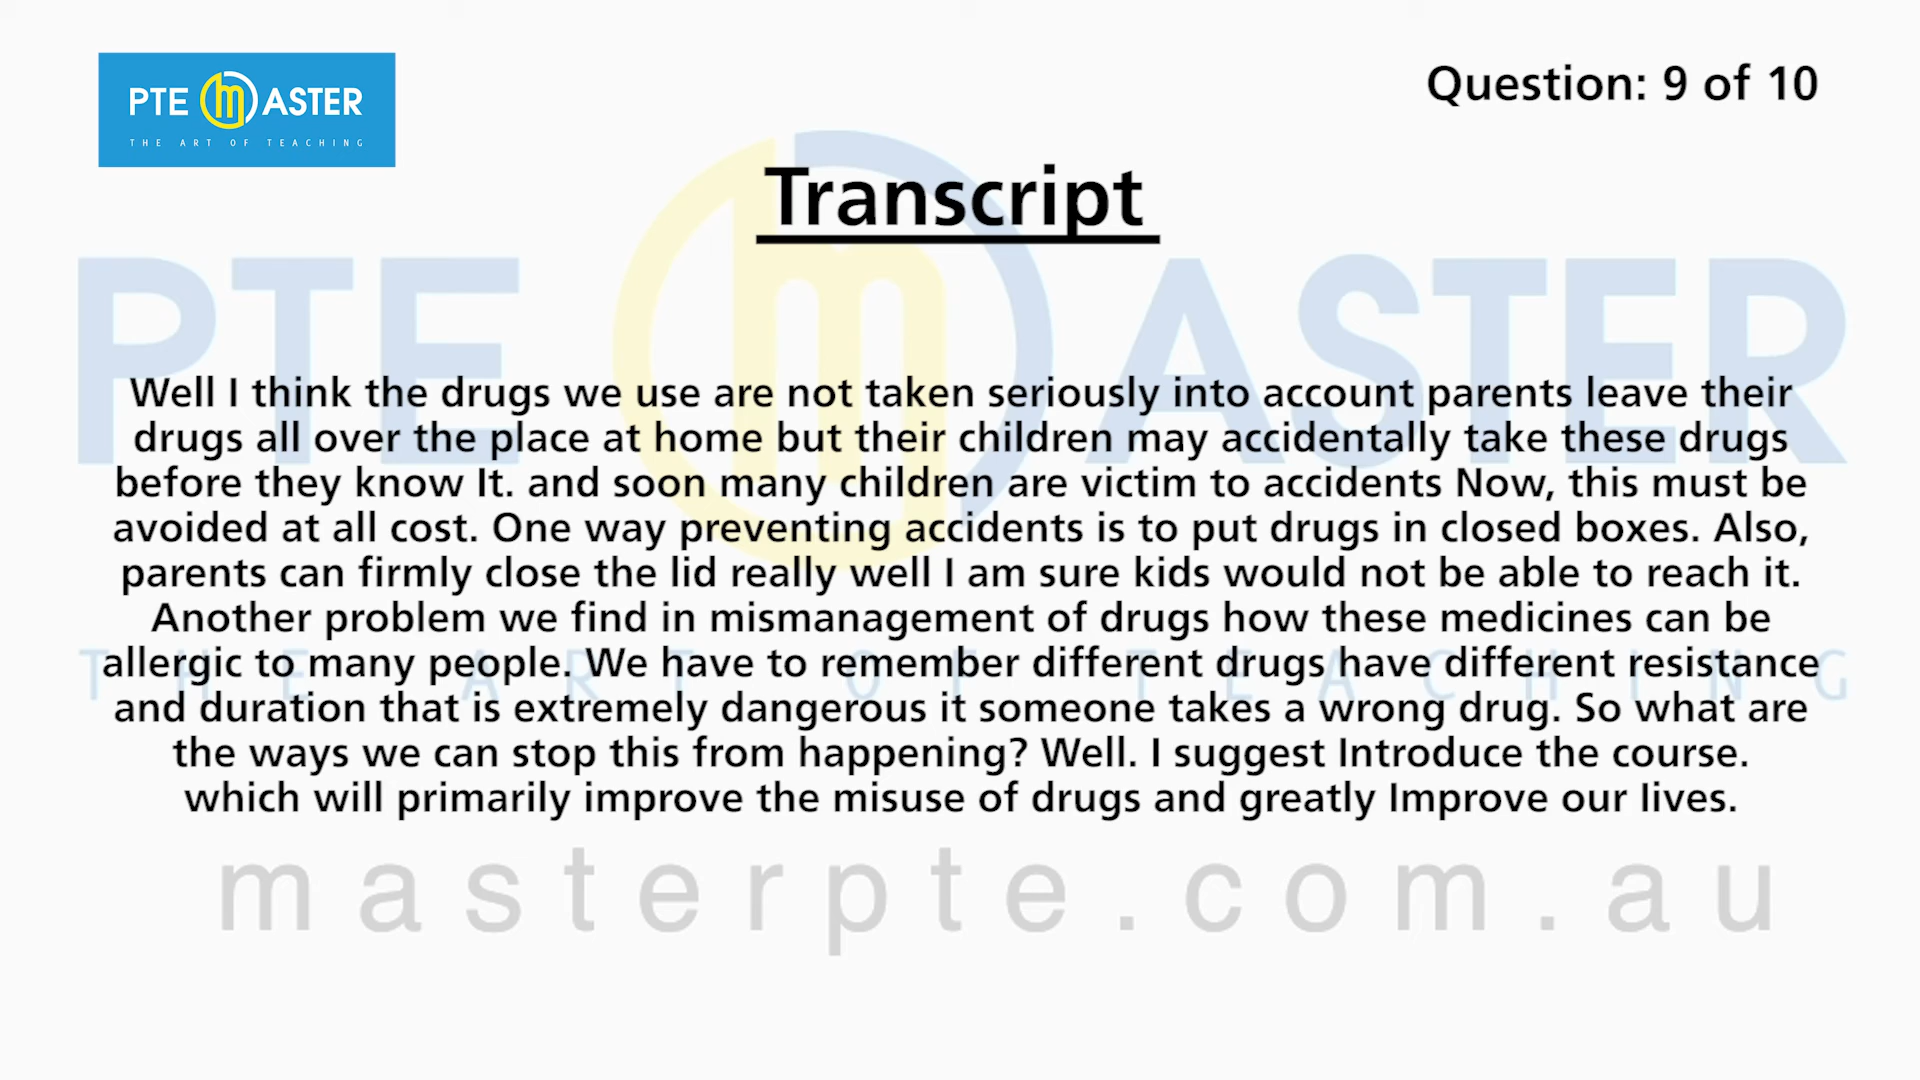 PTE MASTER
THE ART OF TEACHING
Question: 9 of 10
Transcript
PTE MASTER
Well I think the drugs we use are not taken seriously into account parents leave their
drugs all over the place at home but their children may accidentally take these drugs
before they know It. and soon many children are victim to accidents Now, this must be
avoided at all cost. One way preventing accidents is to put drugs in closed boxes. Also,
parents can firmly close the lid really well I am sure kids would not be able to reach it.
Another problem we find in mismanagement of drugs how these medicines can be
allergic to many people. We have to remember different drugs have different resistance
THE ART OF TEACHING
and duration that is extremely dangerous it someone takes a wrong drug. So what are
the ways we can stop this from happening? Well. I suggest Introduce the course.
which will primarily improve the misuse of drugs and greatly Improve our lives.
masterpte.com.au